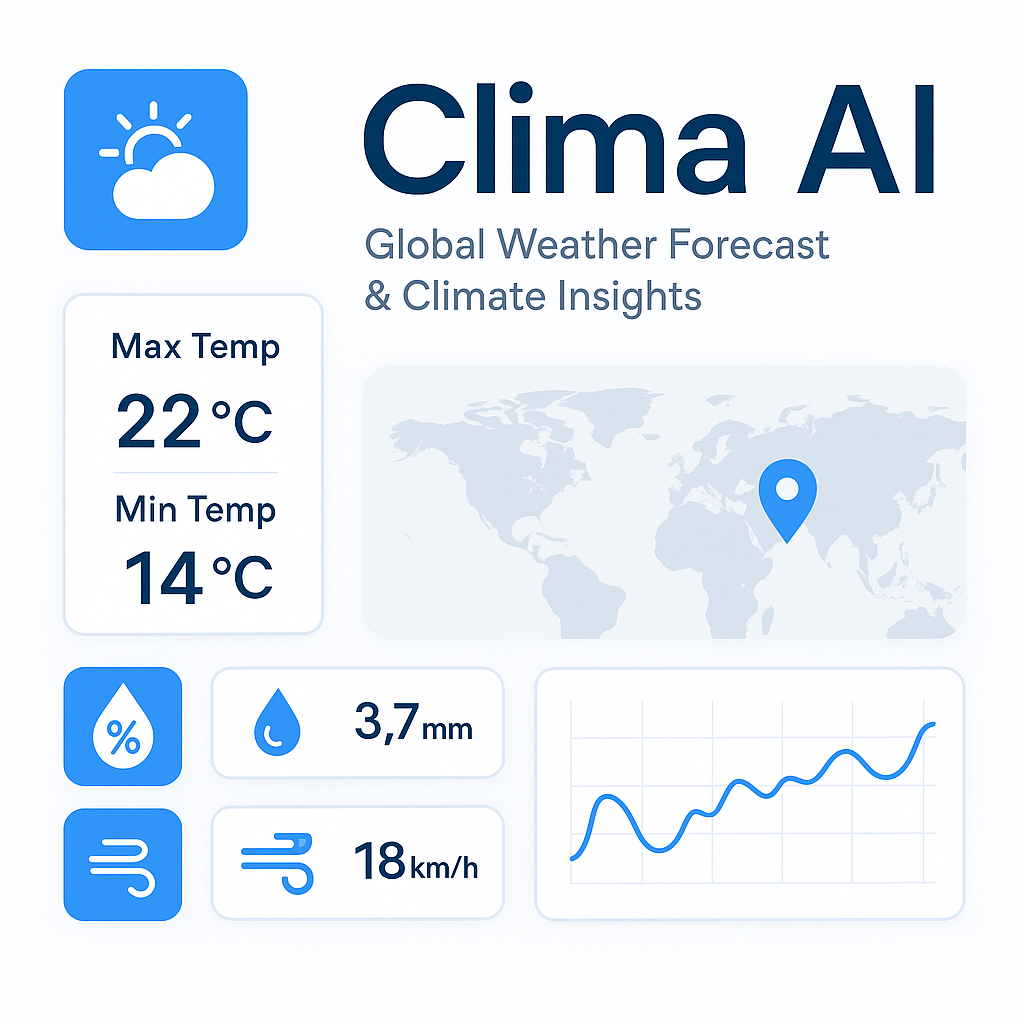 Clima AI
Global Weather Forecast
& Climate Insights
Max Temp
22°C
Min Temp
14°C
%
3,7mm
18km/h